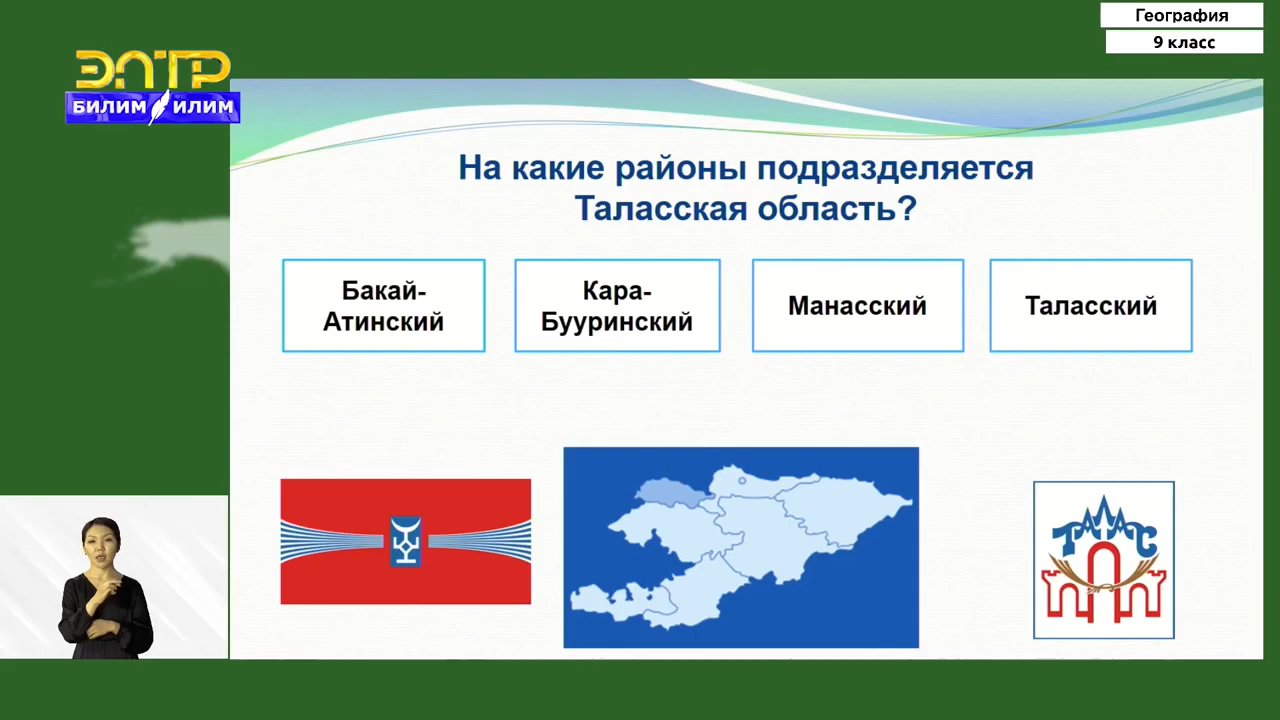 География
9 класс
ЭЛТР
БИЛИМ ИЛИМ
На какие районы подразделяется
Таласская область?
Бакай-
Атинский
Кара-
Бууринский
Манасский
Таласский
ТАЛАС